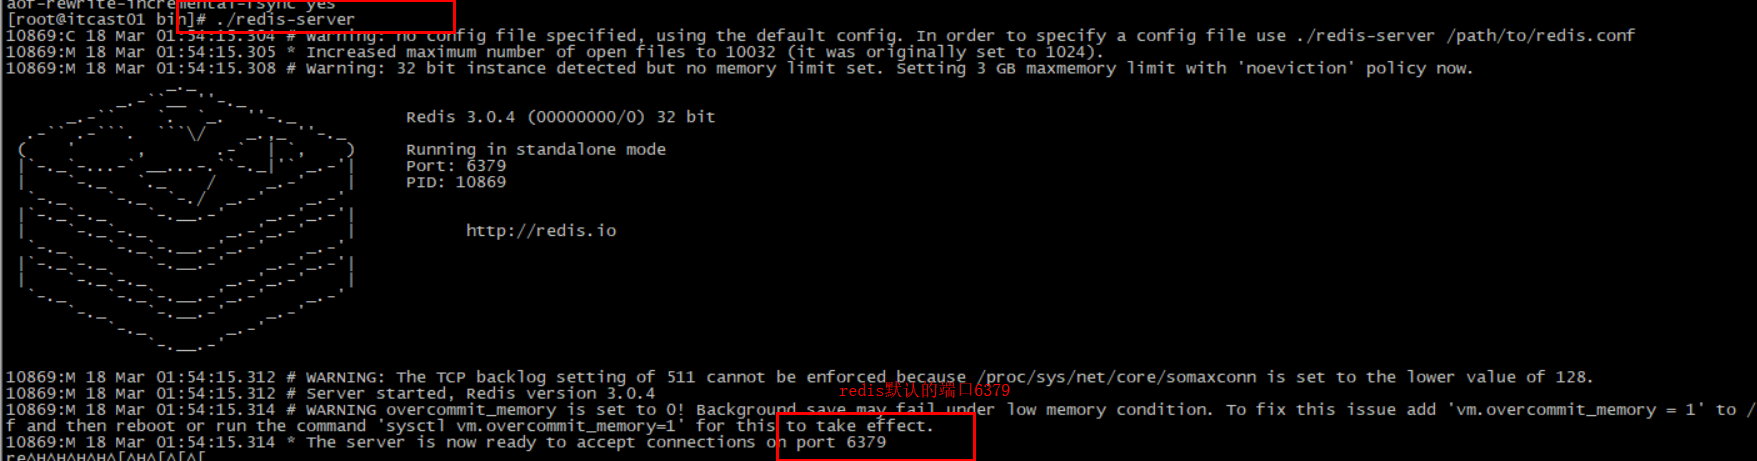 aof-rewrite-incremental-fsync yes
[root@itcast01 bin]# ./redis-server
10869:C 18 Mar 01:54:15.304 # Warning: no config file specified, using the default config. In order to specify a config file use ./redis-server /path/to/redis.conf
10869:M 18 Mar 01:54:15.305 * Increased maximum number of open files to 10032 (it was originally set to 1024).
10869:M 18 Mar 01:54:15.308 # Warning: 32 bit instance detected but no memory limit set. Setting 3 GB maxmemory limit with 'noeviction' policy now.
Redis 3.0.4 (00000000/0) 32 bit
Running in standalone mode
Port: 6379
PID: 10869
http://redis.io
10869:M 18 Mar 01:54:15.312 # WARNING: The TCP backlog setting of 511 cannot be enforced because /proc/sys/net/core/somaxconn is set to the lower value of 128.
10869:M 18 Mar 01:54:15.312 # Server started, Redis version 3.0.4
redis默认的端口6379
10869:M 18 Mar 01:54:15.314 # WARNING overcommit_memory is set to 0! Background save may fail under low memory condition. To fix this issue add 'vm.overcommit_memory = 1' to /
f and then reboot or run the command 'sysctl vm.overcommit_memory=1' for this to take effect.
10869:M 18 Mar 01:54:15.314 * The server is now ready to accept connections on port 6379